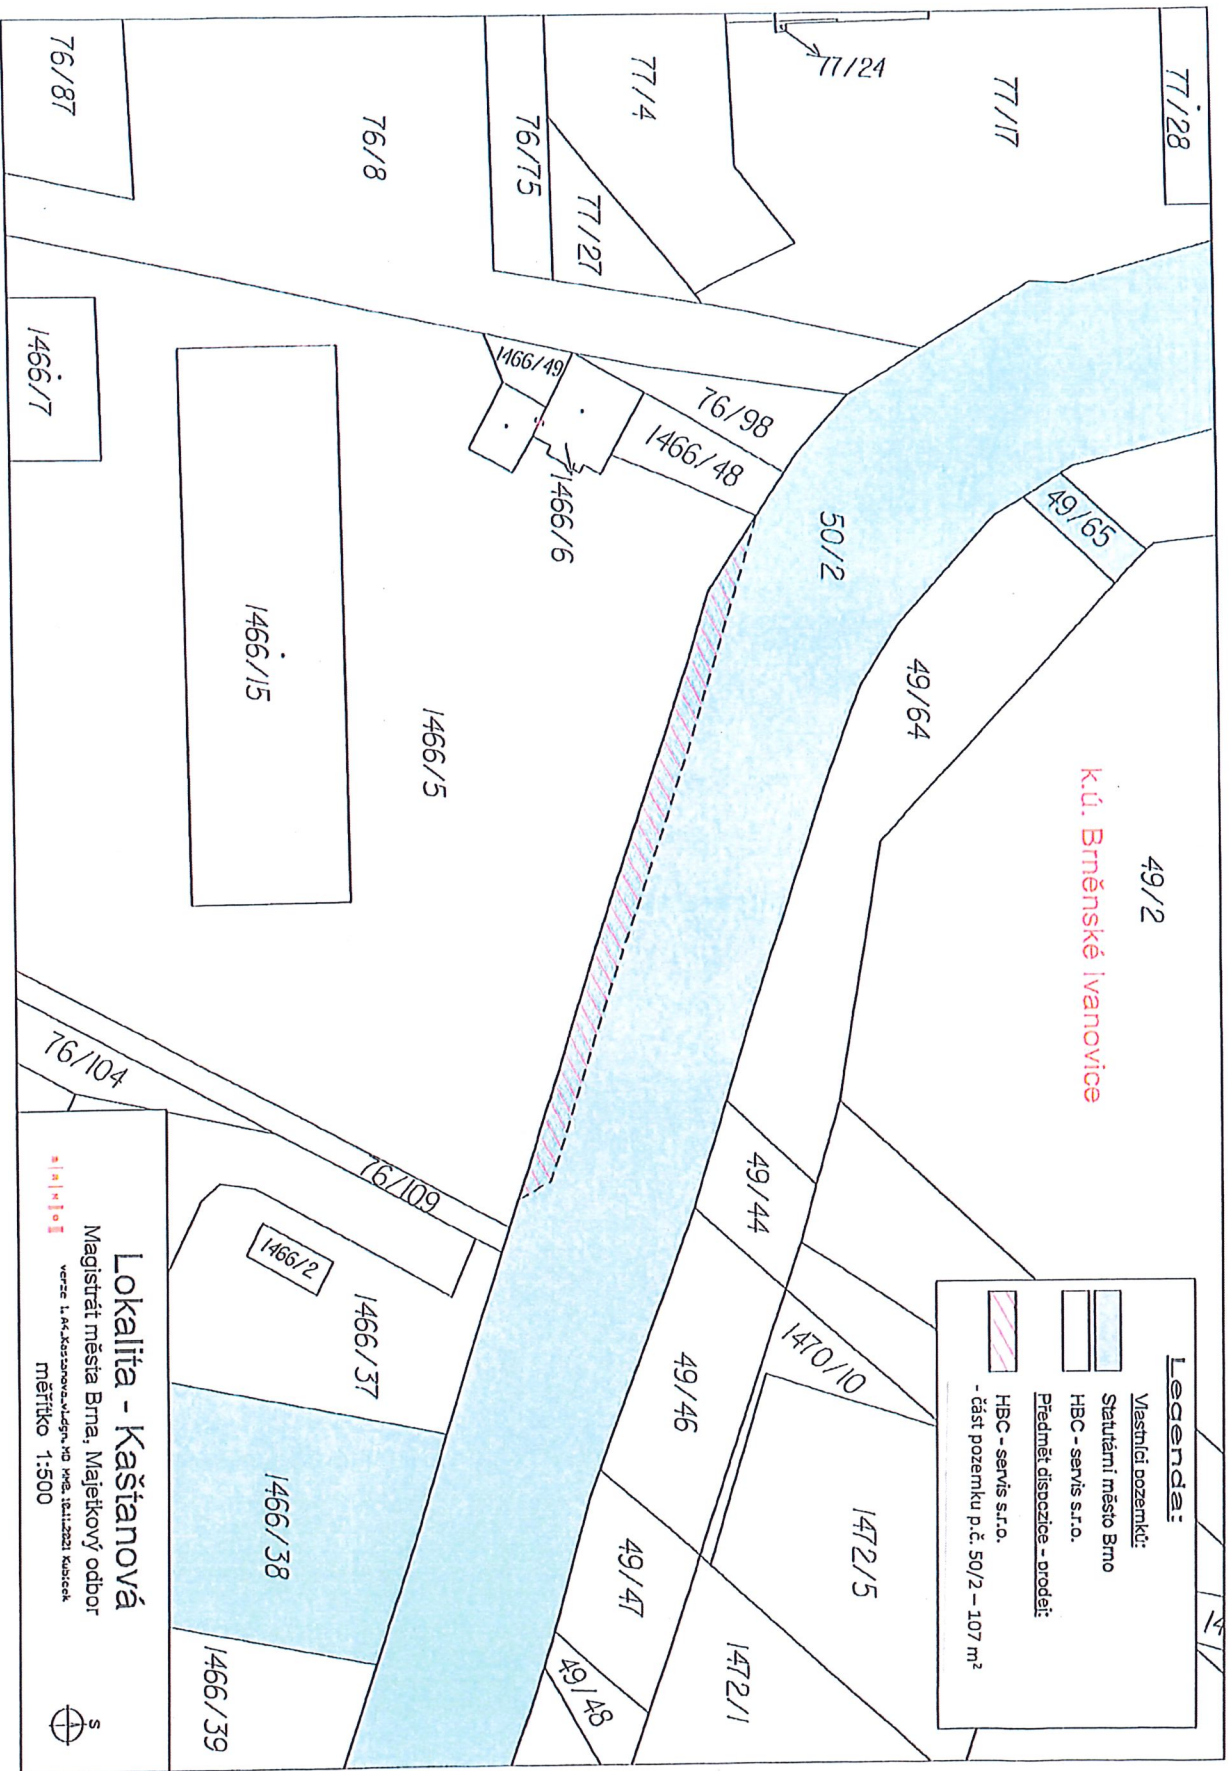 77/28
77/17
77/24
77/4
77/27
76/75
76/8
76/87
1466/7
1466/49
76/98
1466/48
1466/6
1466/15
1466/5
50/2
49/65
49/64
49/2
k.ú. Brněnské Ivanovice
76/104
76/109
1466/2
1466/37
1466/38
1466/39
49/44
49/46
49/47
49/48
1470/10
1472/5
1472/1
14
Legenda:
Vlastníci pozemků:
Statutární město Brno
HBC - servis s.r.o.
Předmět dispozice - prodej:
HBC - servis s.r.o.
- část pozemku p.č. 50/2 – 107 m²
Lokalita - Kaštanová
Magistrát města Brna, Majetkový odbor
měřítko 1:500
S